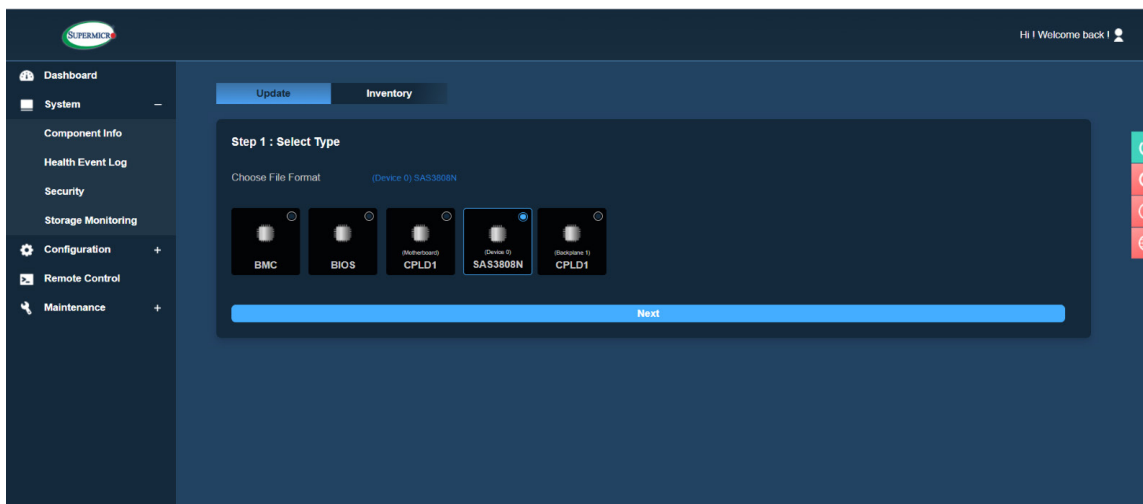 SUPERMICR
Hi ! Welcome back !
Dashboard
System –
Component Info
Health Event Log
Security
Storage Monitoring
Configuration +
Remote Control
Maintenance +
Update Inventory
Step 1 : Select Type
Choose File Format (Device 0) SAS3808N
BMC
BIOS
(Motherboard)
CPLD1
(Device 0)
SAS3808N
(Backplane 1)
CPLD1
Next